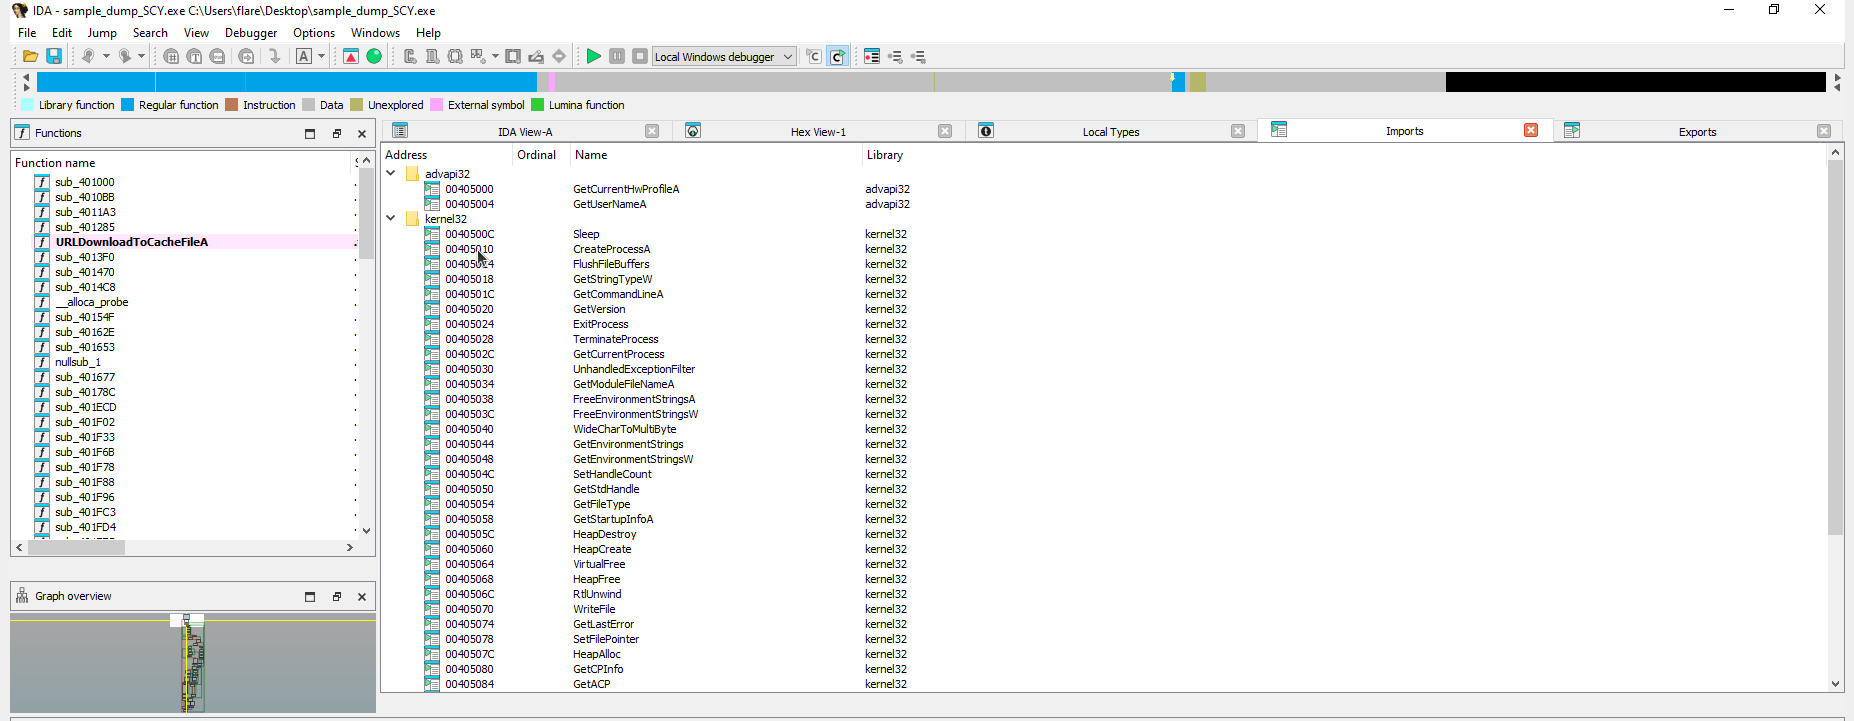 IDA - sample_dump_SCY.exe C:\Users\flare\Desktop\sample_dump_SCY.exe
File Edit Jump Search View Debugger Options Windows Help
A Local Windows debugger
Library function Regular function Instruction Data Unexplored External symbol Lumina function
Functions
Function name
sub_401000
sub_4010BB
sub_4011A3
sub_401285
URLDownloadToCacheFileA
sub_4013F0
sub_401470
sub_4014C8
__alloca_probe
sub_40154F
sub_40162E
sub_401653
nullsub_1
sub_401677
sub_40178C
sub_401ECD
sub_401F02
sub_401F33
sub_401F6B
sub_401F78
sub_401F88
sub_401F96
sub_401FC3
sub_401FD4
Graph overview
IDA View-A Hex View-1 Local Types Imports Exports
Address Ordinal Name Library
advapi32
00405000 GetCurrentHwProfileA advapi32
00405004 GetUserNameA advapi32
kernel32
0040500C Sleep kernel32
00405010 CreateProcessA kernel32
FlushFileBuffers kernel32
00405018 GetStringTypeW kernel32
0040501C GetCommandLineA kernel32
00405020 GetVersion kernel32
00405024 ExitProcess kernel32
00405028 TerminateProcess kernel32
0040502C GetCurrentProcess kernel32
00405030 UnhandledExceptionFilter kernel32
00405034 GetModuleFileNameA kernel32
00405038 FreeEnvironmentStringsA kernel32
0040503C FreeEnvironmentStringsW kernel32
00405040 WideCharToMultiByte kernel32
00405044 GetEnvironmentStrings kernel32
00405048 GetEnvironmentStringsW kernel32
0040504C SetHandleCount kernel32
00405050 GetStdHandle kernel32
00405054 GetFileType kernel32
00405058 GetStartupInfoA kernel32
0040505C HeapDestroy kernel32
00405060 HeapCreate kernel32
00405064 VirtualFree kernel32
00405068 HeapFree kernel32
0040506C RtlUnwind kernel32
00405070 WriteFile kernel32
00405074 GetLastError kernel32
00405078 SetFilePointer kernel32
0040507C HeapAlloc kernel32
00405080 GetCPInfo kernel32
00405084 GetACP kernel32